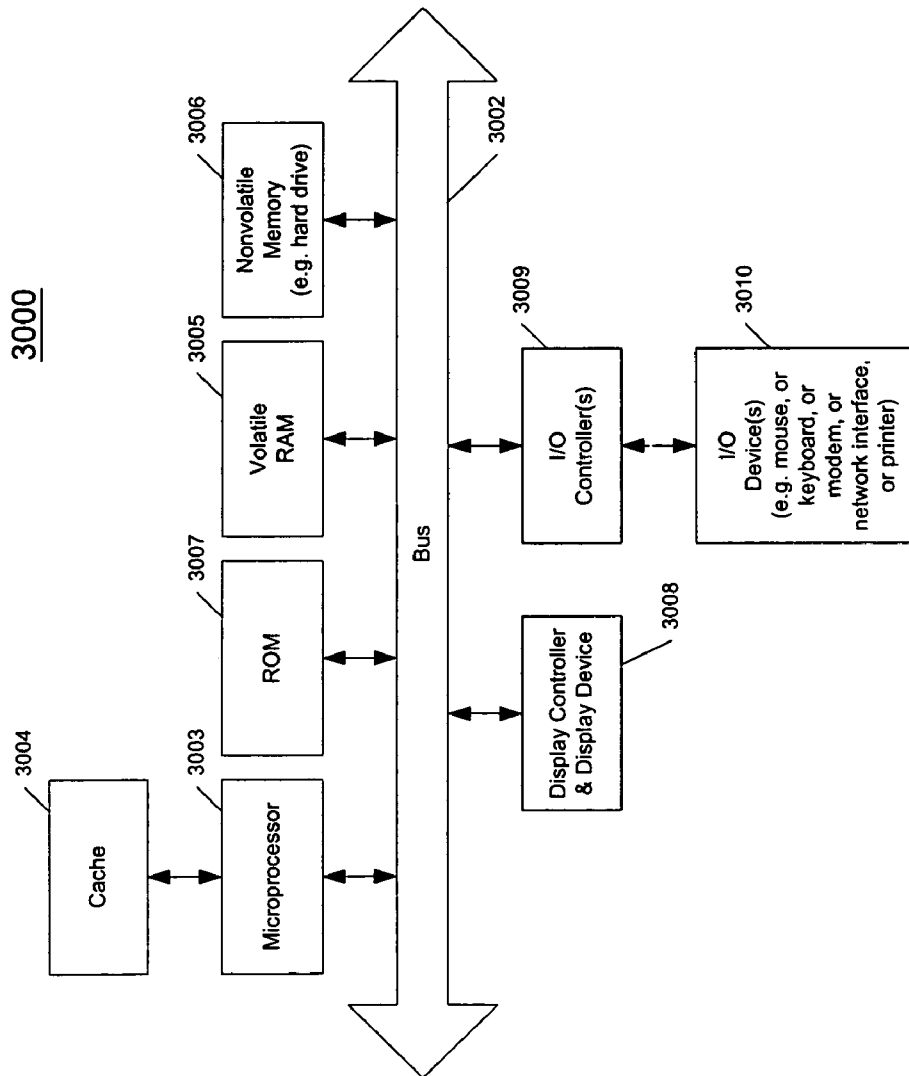 3000
3004
Cache
3003
Microprocessor
3007
ROM
3005
Volatile
RAM
3006
Nonvolatile
Memory
(e.g. hard drive)
Bus
3002
Display Controller
& Display Device
3008
3009
I/O
Controller(s)
3010
I/O
Device(s)
(e.g. mouse, or
keyboard, or
modem, or
network interface,
or printer)